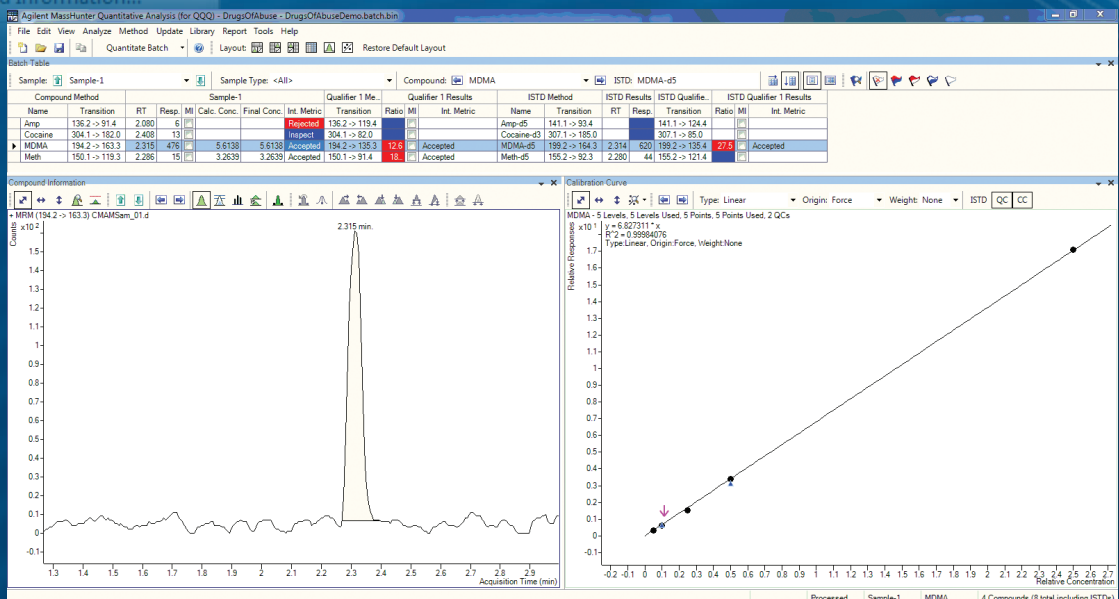 Information...
Agilent MassHunter Quantitative Analysis (for QQQ) - DrugsOfAbuse - DrugsOfAbuseDemo.batch.bin
File Edit View Analyze Method Update Library Report Tools Help
Quantitate Batch Layout: Restore Default Layout
Batch Table
Sample: Sample-1 Sample Type: <All> Compound: MDMA ISTD: MDMA-d5
Compound Method Sample-1 Qualifier 1 Me... Qualifier 1 Results ISTD Method ISTD Results ISTD Qualifie... ISTD Qualifier 1 Results
Name Transition RT Resp. MI Calc. Conc. Final Conc. Int. Metric Transition Ratio MI Int. Metric Name Transition RT Resp. Transition Ratio MI Int. Metric
Amp 136.2 -> 91.4 2.080 6 Rejected 136.2 -> 119.4 Amp-d5 141.1 -> 93.4 141.1 -> 124.4
Cocaine 304.1 -> 182.0 2.408 13 Inspect 304.1 -> 82.0 Cocaine-d3 307.1 -> 185.0 307.1 -> 85.0
MDMA 194.2 -> 163.3 2.315 476 5.6138 5.6138 Accepted 194.2 -> 135.3 12.6 Accepted MDMA-d5 199.2 -> 164.3 2.314 620 199.2 -> 135.4 27.5 Accepted
Meth 150.1 -> 119.3 2.286 15 3.2639 3.2639 Accepted 150.1 -> 91.4 18... Accepted Meth-d5 155.2 -> 92.3 2.280 44 155.2 -> 121.4
Compound Information
+ MRM (194.2 -> 163.3) CMAMSam_01.d
Counts
x10 2
2.315 min.
1.5
1.4
1.3
1.2
1.1
1
0.9
0.8
0.7
0.6
0.5
0.4
0.3
0.2
0.1
0
-0.1
1.3 1.4 1.5 1.6 1.7 1.8 1.9 2 2.1 2.2 2.3 2.4 2.5 2.6 2.7 2.8 2.9
Acquisition Time (min)
Calibration Curve
Type: Linear Origin: Force Weight: None ISTD QC CC
MDMA - 5 Levels, 5 Levels Used, 5 Points, 5 Points Used, 2 QCs
Relative Responses
x10 1
y = 6.827311 * x
R^2 = 0.99984076
Type:Linear, Origin:Force, Weight:None
1.7
1.6
1.5
1.4
1.3
1.2
1.1
1
0.9
0.8
0.7
0.6
0.5
0.4
0.3
0.2
0.1
0
-0.1
-0.2 -0.1 0 0.1 0.2 0.3 0.4 0.5 0.6 0.7 0.8 0.9 1 1.1 1.2 1.3 1.4 1.5 1.6 1.7 1.8 1.9 2 2.1 2.2 2.3 2.4 2.5 2.6 2.7
Relative Concentration
Processed Sample-1 MDMA 4 Compounds (8 total including ISTDs)